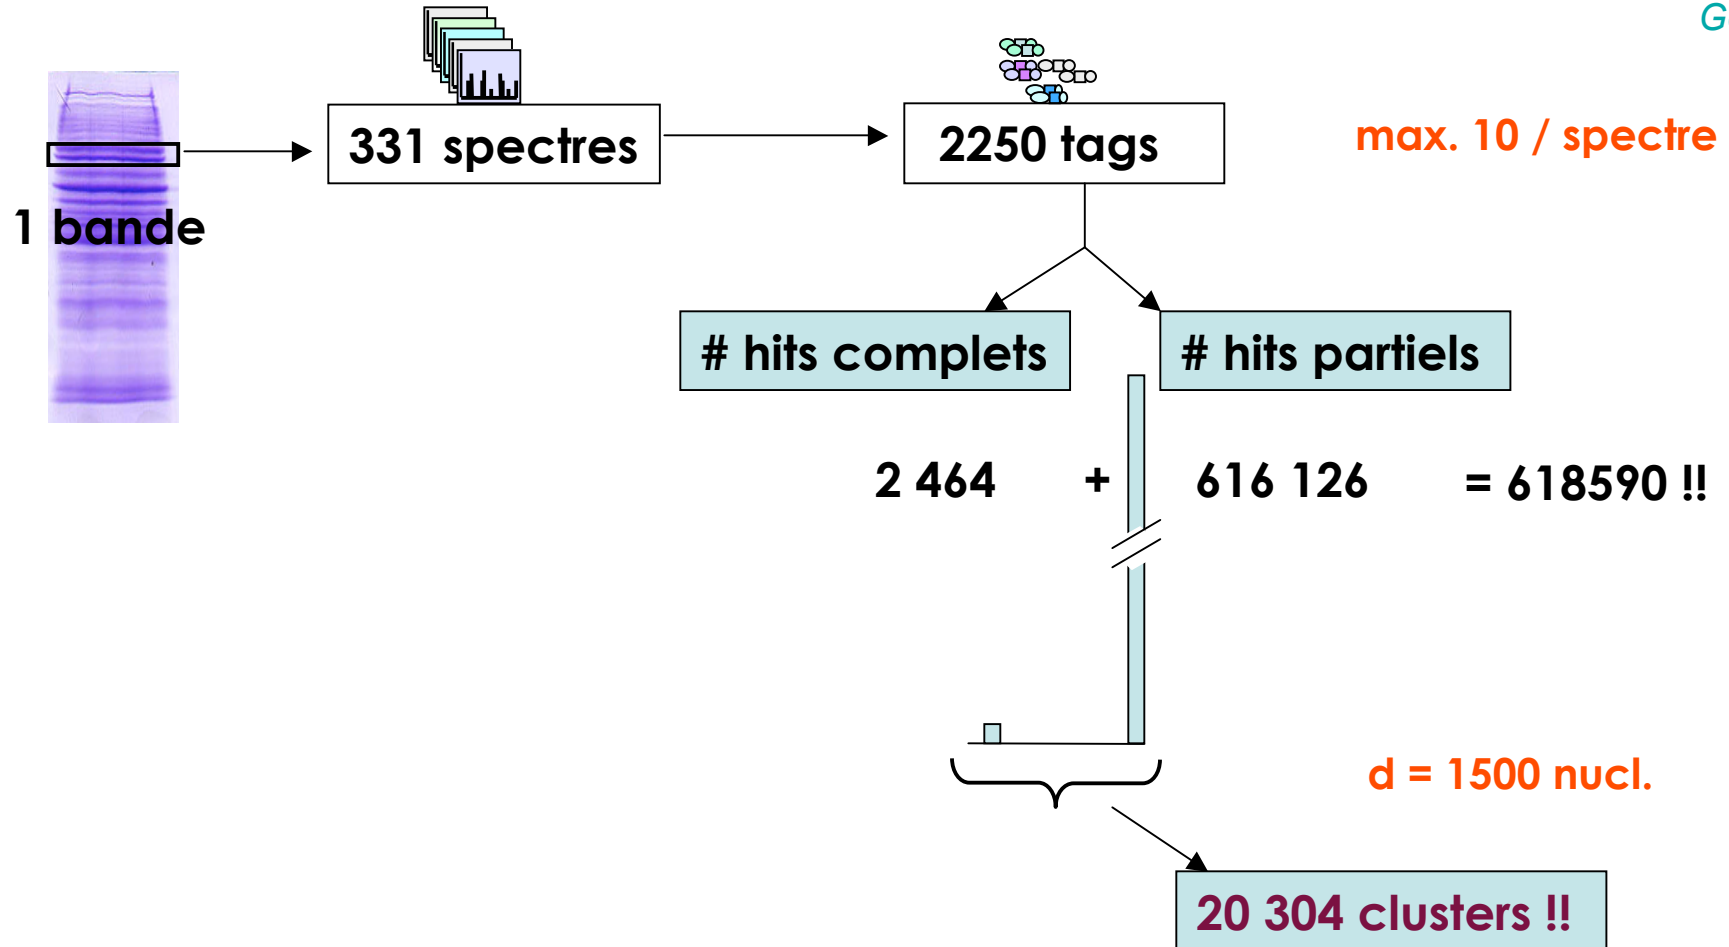 G
331 spectres
2250 tags
max. 10 / spectre
1 bande
# hits complets
# hits partiels
2 464 + 616 126 = 618590 !!
d = 1500 nucl.
20 304 clusters !!